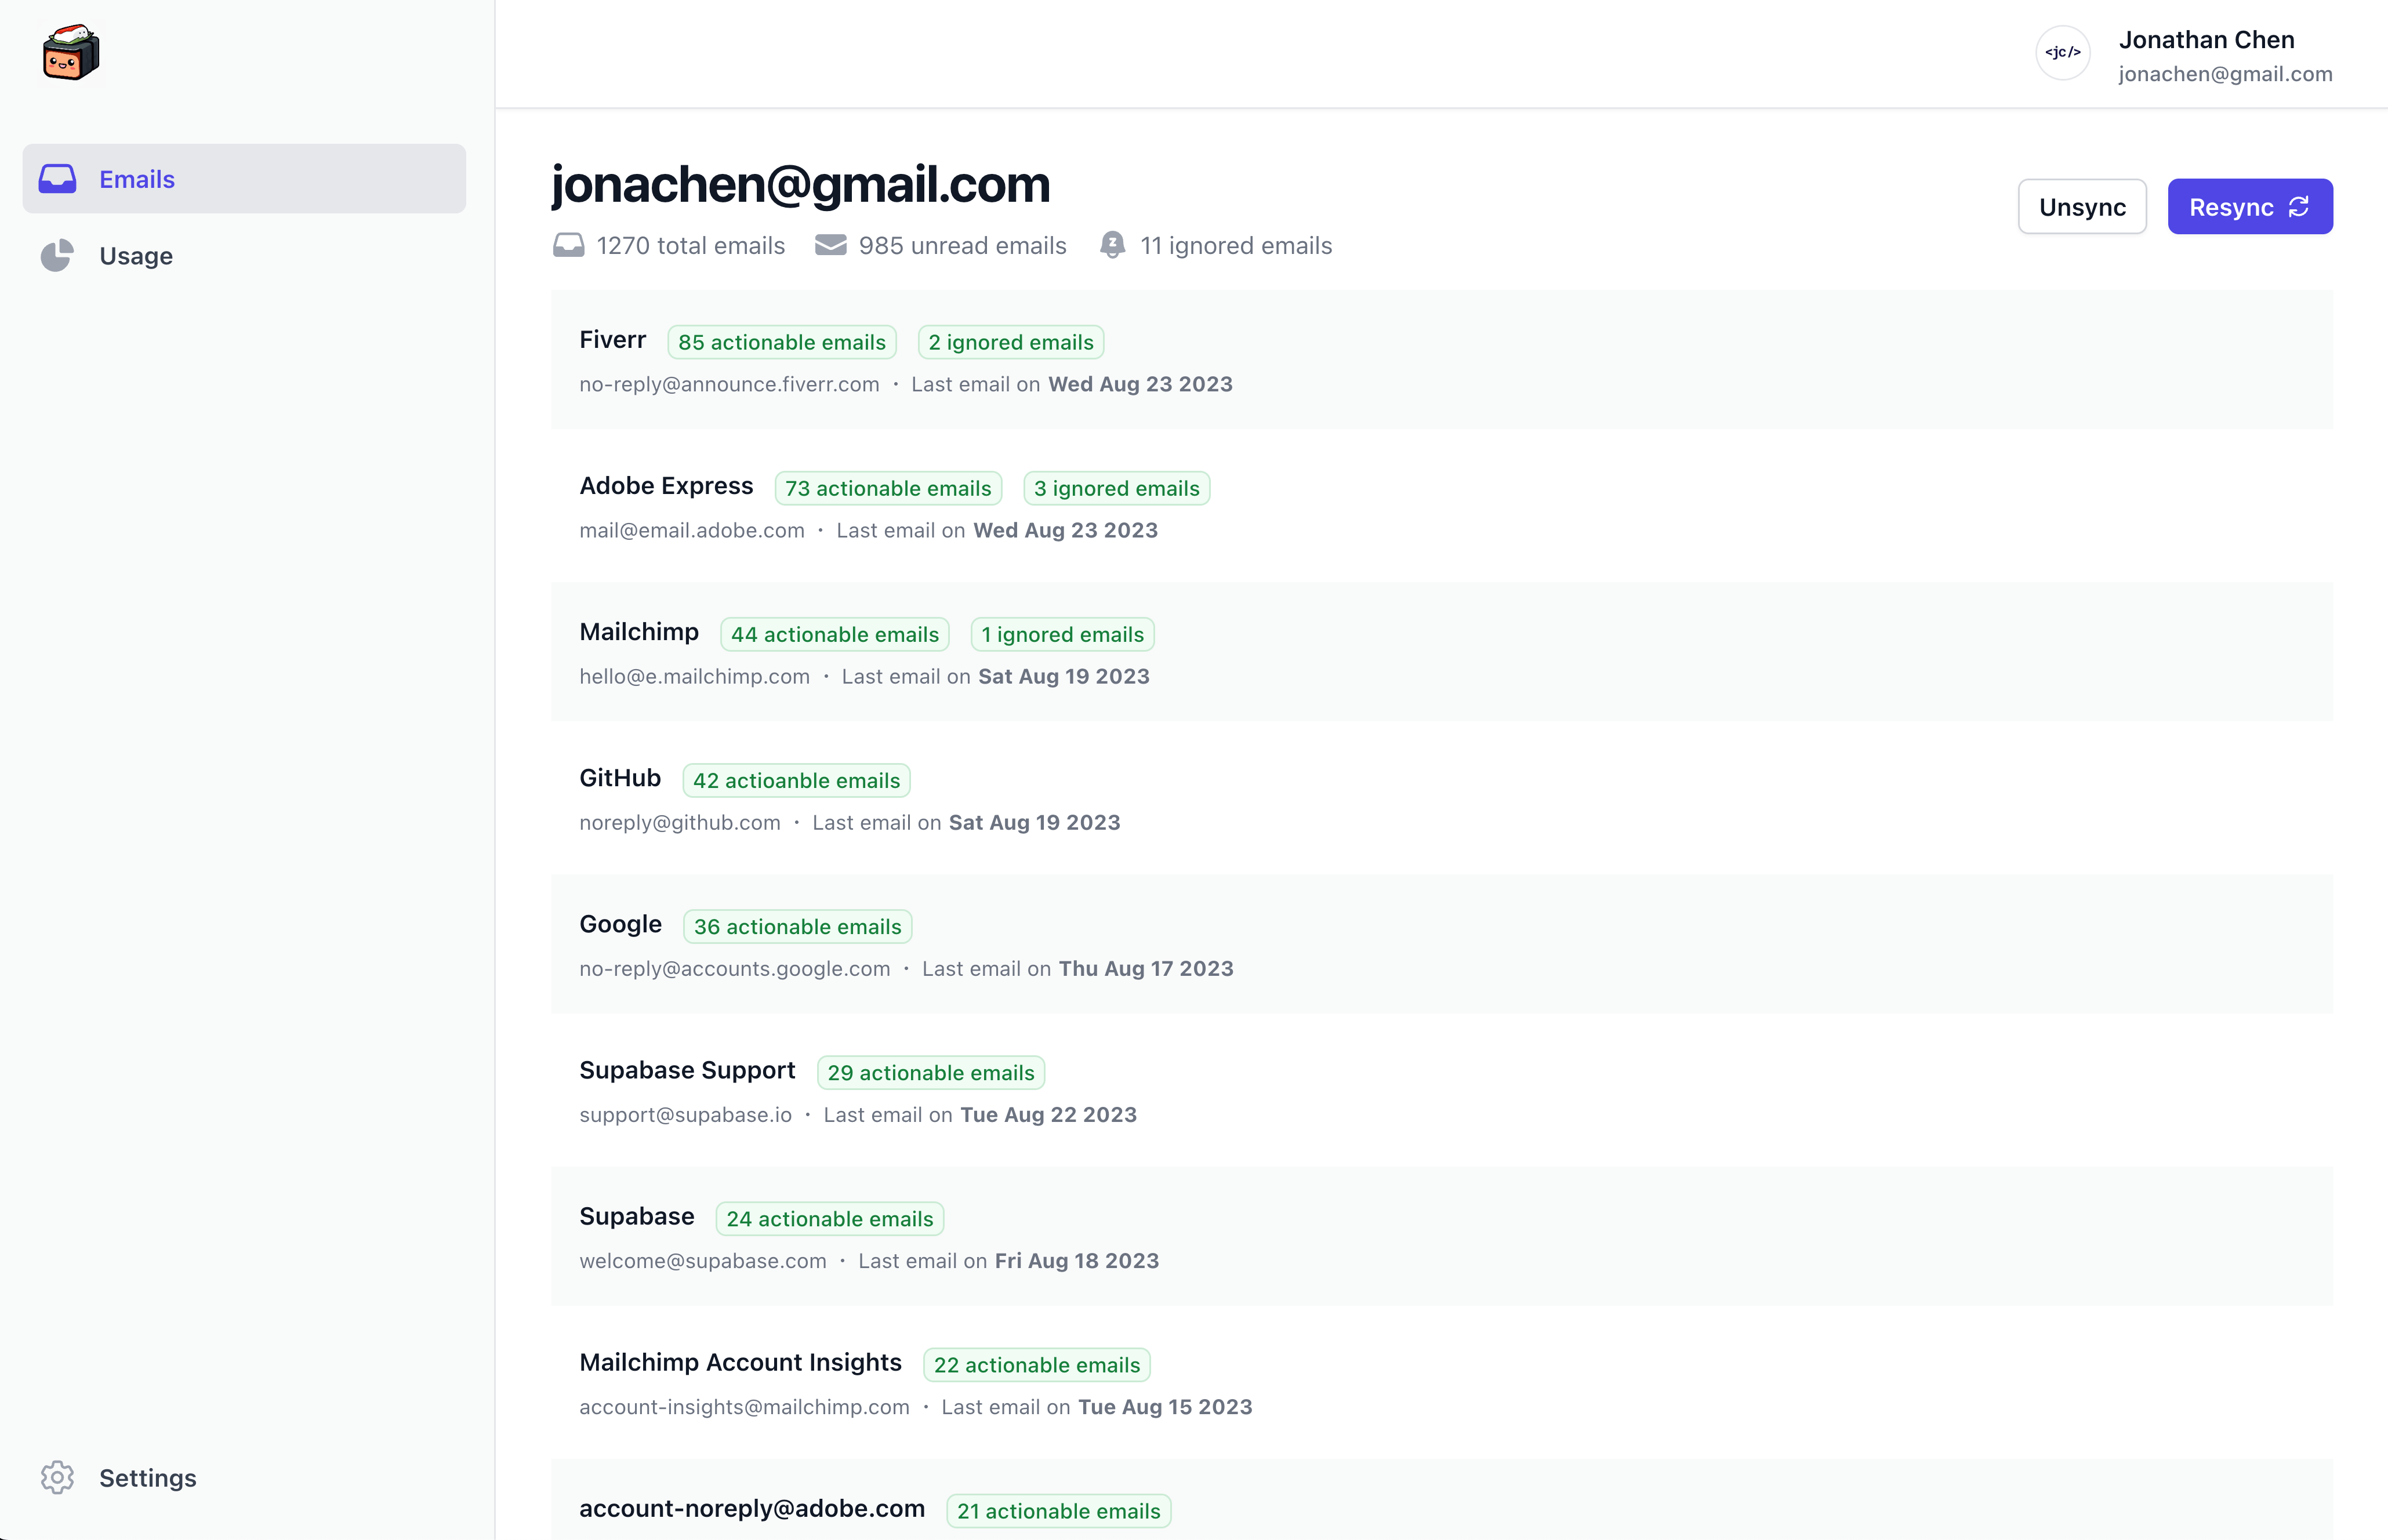 <jc/>
Jonathan Chen
jonachen@gmail.com
Emails
Usage
Settings
jonachen@gmail.com
Unsync
Resync
1270 total emails 985 unread emails 11 ignored emails
Fiverr 85 actionable emails 2 ignored emails
no-reply@announce.fiverr.com · Last email on Wed Aug 23 2023
Adobe Express 73 actionable emails 3 ignored emails
mail@email.adobe.com · Last email on Wed Aug 23 2023
Mailchimp 44 actionable emails 1 ignored emails
hello@e.mailchimp.com · Last email on Sat Aug 19 2023
GitHub 42 actioanble emails
noreply@github.com · Last email on Sat Aug 19 2023
Google 36 actionable emails
no-reply@accounts.google.com · Last email on Thu Aug 17 2023
Supabase Support 29 actionable emails
support@supabase.io · Last email on Tue Aug 22 2023
Supabase 24 actionable emails
welcome@supabase.com · Last email on Fri Aug 18 2023
Mailchimp Account Insights 22 actionable emails
account-insights@mailchimp.com · Last email on Tue Aug 15 2023
account-noreply@adobe.com 21 actionable emails